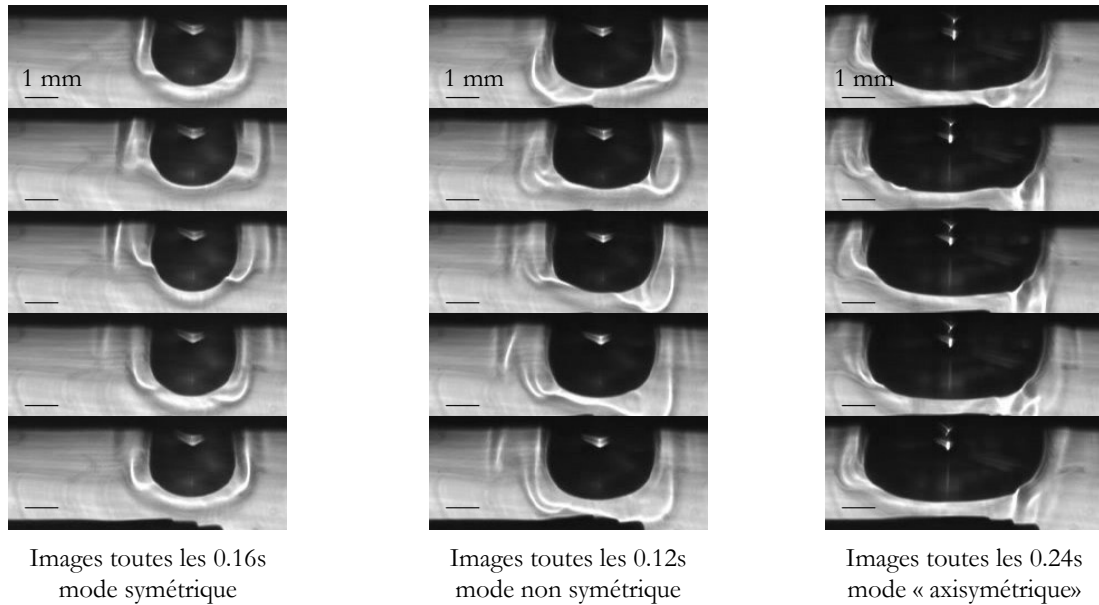 1 mm
1 mm
1 mm
Images toutes les 0.16s
mode symétrique
Images toutes les 0.12s
mode non symétrique
Images toutes les 0.24s
mode « axisymétrique»